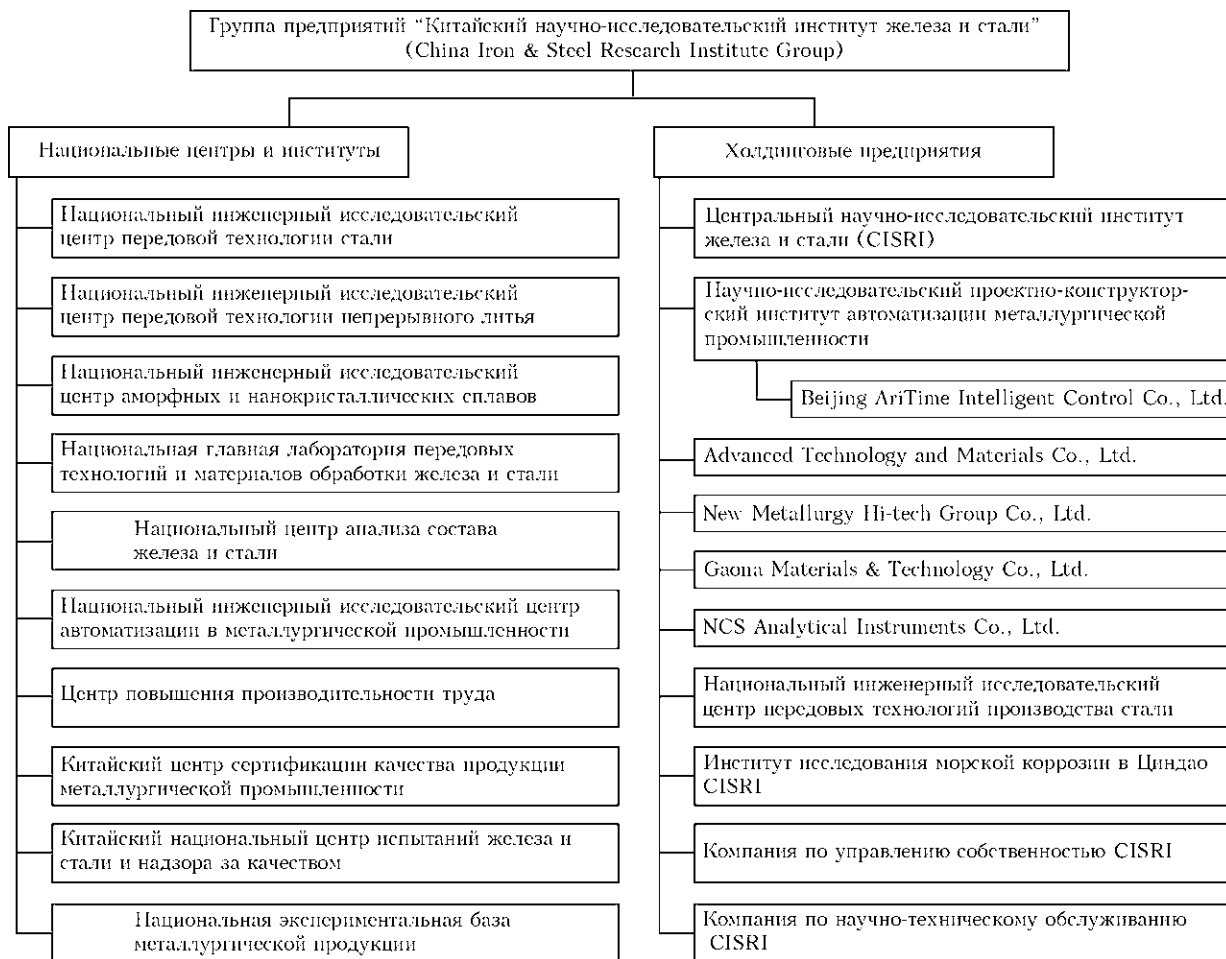 Группа предприятий “Китайский научно-исследовательский институт железа и стали”
(China Iron & Steel Research Institute Group)
Национальные центры и институты
Национальный инженерный исследовательский
центр передовой технологии стали
Национальный инженерный исследовательский
центр передовой технологии непрерывного литья
Национальный инженерный исследовательский
центр аморфных и нанокристаллических сплавов
Национальная главная лаборатория передовых
технологий и материалов обработки железа и стали
Национальный центр анализа состава
железа и стали
Национальный инженерный исследовательский центр
автоматизации в металлургической промышленности
Центр повышения производительности труда
Китайский центр сертификации качества продукции
металлургической промышленности
Китайский национальный центр испытаний железа и
стали и надзора за качеством
Национальная экспериментальная база
металлургической продукции
Холдинговые предприятия
Центральный научно-исследовательский институт
железа и стали (CISRI)
Научно-исследовательский проектно-конструктор-
ский институт автоматизации металлургической
промышленности
Beijing AriTime Intelligent Control Co., Ltd.
Advanced Technology and Materials Co., Ltd.
New Metallurgy Hi-tech Group Co., Ltd.
Gaona Materials & Technology Co., Ltd.
NCS Analytical Instruments Co., Ltd.
Национальный инженерный исследовательский
центр передовых технологий производства стали
Институт исследования морской коррозии в Циндао
CISRI
Компания по управлению собственностью CISRI
Компания по научно-техническому обслуживанию
CISRI